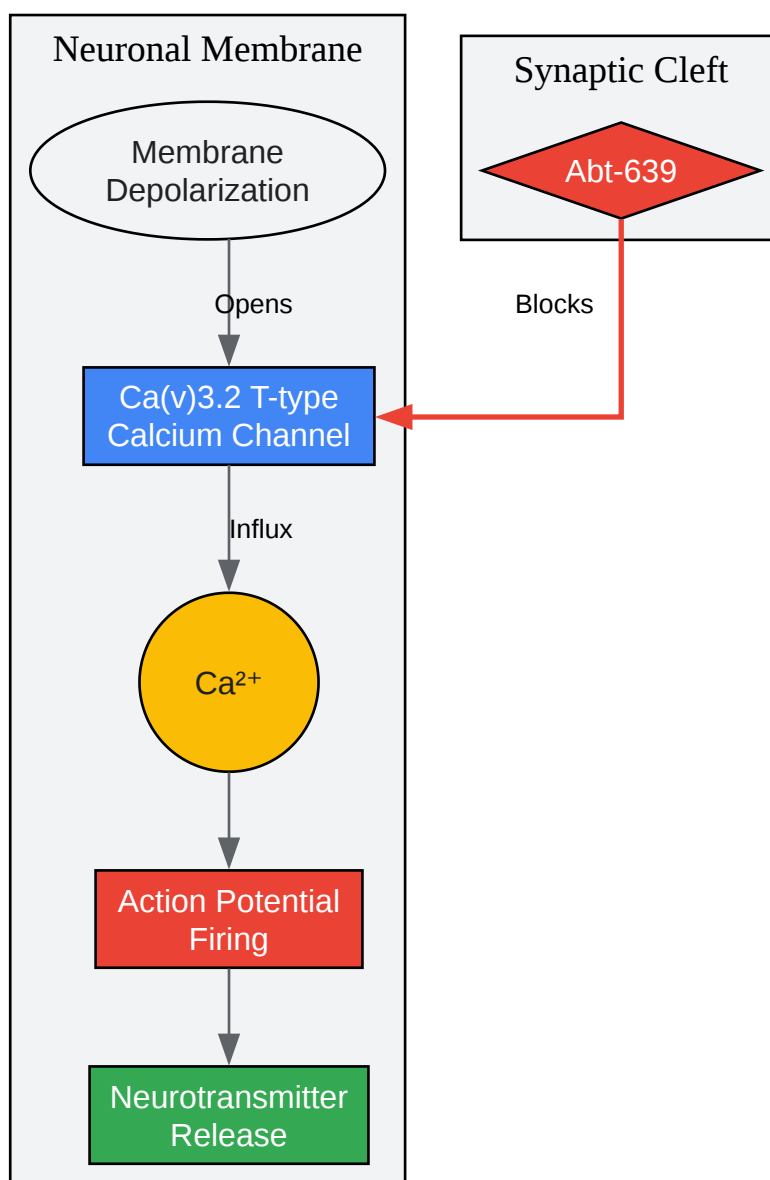 Neuronal Membrane
Synaptic Cleft
Membrane
Depolarization
Abt-639
Opens
Blocks
Ca(v)3.2 T-type
Calcium Channel
Influx
Ca²⁺
Action Potential
Firing
Neurotransmitter
Release